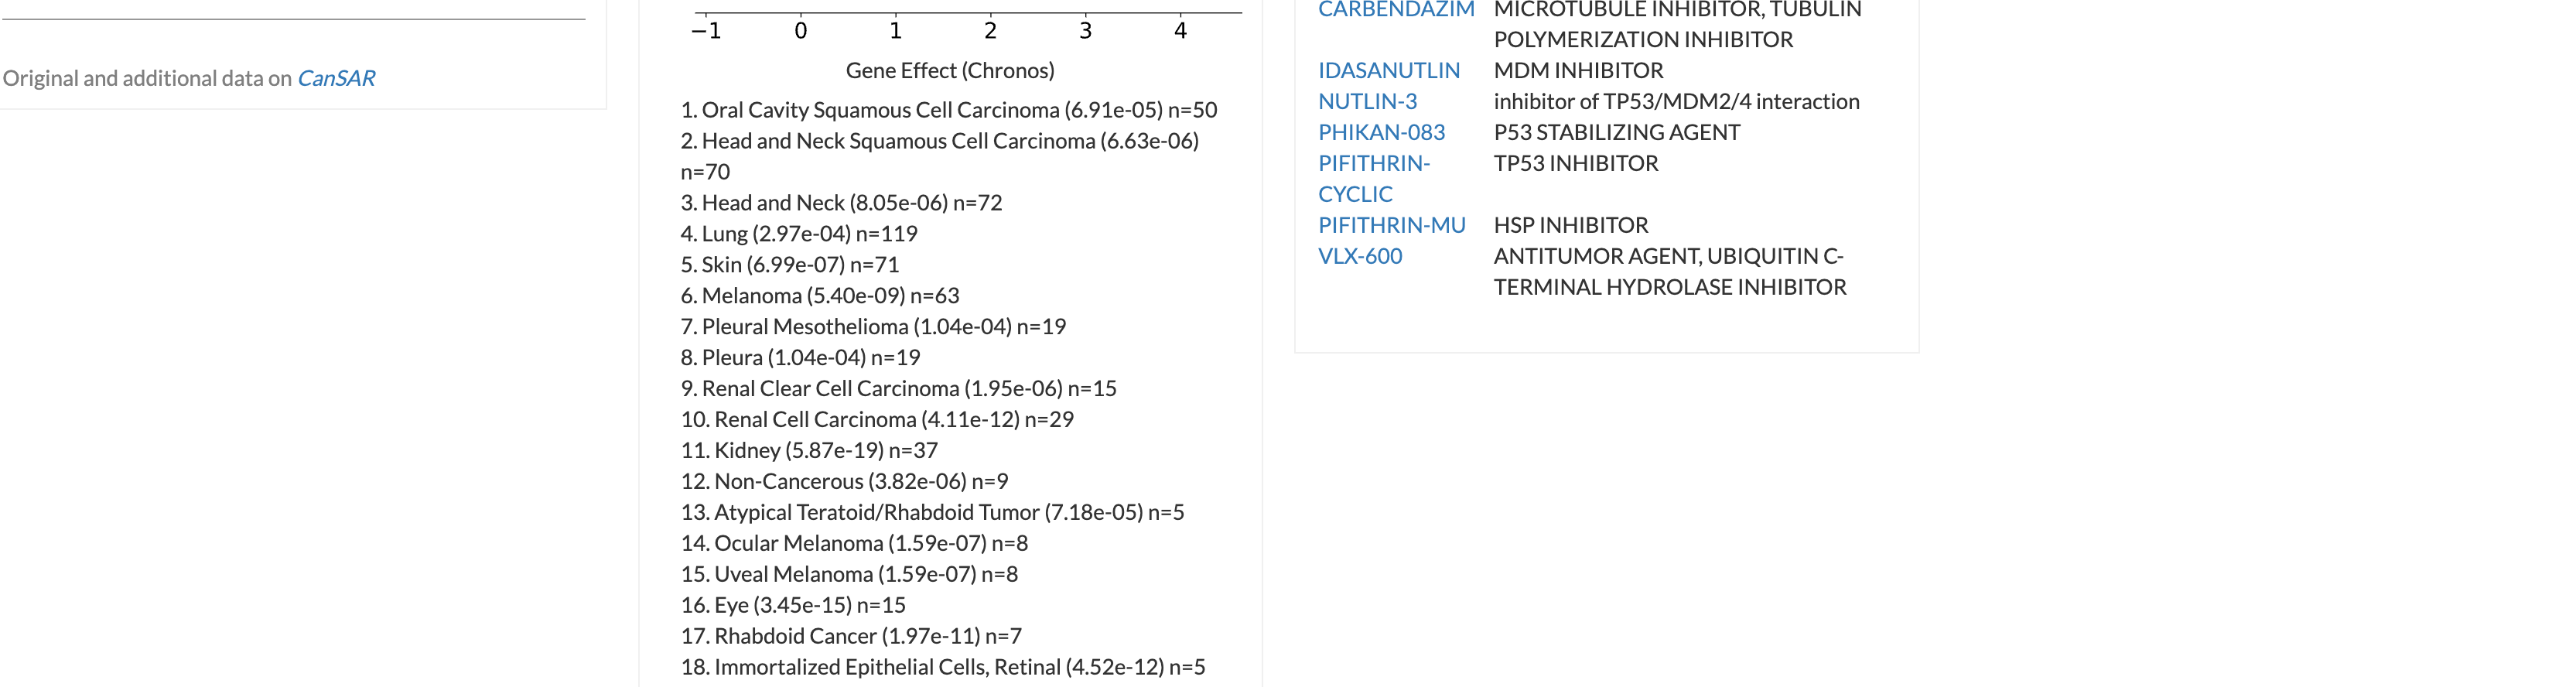 Original and additional data on CanSAR
−1 0 1 2 3 4
Gene Effect (Chronos)
1. Oral Cavity Squamous Cell Carcinoma (6.91e-05) n=50
2. Head and Neck Squamous Cell Carcinoma (6.63e-06)
n=70
3. Head and Neck (8.05e-06) n=72
4. Lung (2.97e-04) n=119
5. Skin (6.99e-07) n=71
6. Melanoma (5.40e-09) n=63
7. Pleural Mesothelioma (1.04e-04) n=19
8. Pleura (1.04e-04) n=19
9. Renal Clear Cell Carcinoma (1.95e-06) n=15
10. Renal Cell Carcinoma (4.11e-12) n=29
11. Kidney (5.87e-19) n=37
12. Non-Cancerous (3.82e-06) n=9
13. Atypical Teratoid/Rhabdoid Tumor (7.18e-05) n=5
14. Ocular Melanoma (1.59e-07) n=8
15. Uveal Melanoma (1.59e-07) n=8
16. Eye (3.45e-15) n=15
17. Rhabdoid Cancer (1.97e-11) n=7
18. Immortalized Epithelial Cells, Retinal (4.52e-12) n=5
CARBENDAZIM MICROTUBULE INHIBITOR, TUBULIN
POLYMERIZATION INHIBITOR
IDASANUTLIN MDM INHIBITOR
NUTLIN-3 inhibitor of TP53/MDM2/4 interaction
PHIKAN-083 P53 STABILIZING AGENT
PIFITHRIN- TP53 INHIBITOR
CYCLIC
PIFITHRIN-MU HSP INHIBITOR
VLX-600 ANTITUMOR AGENT, UBIQUITIN C-
TERMINAL HYDROLASE INHIBITOR